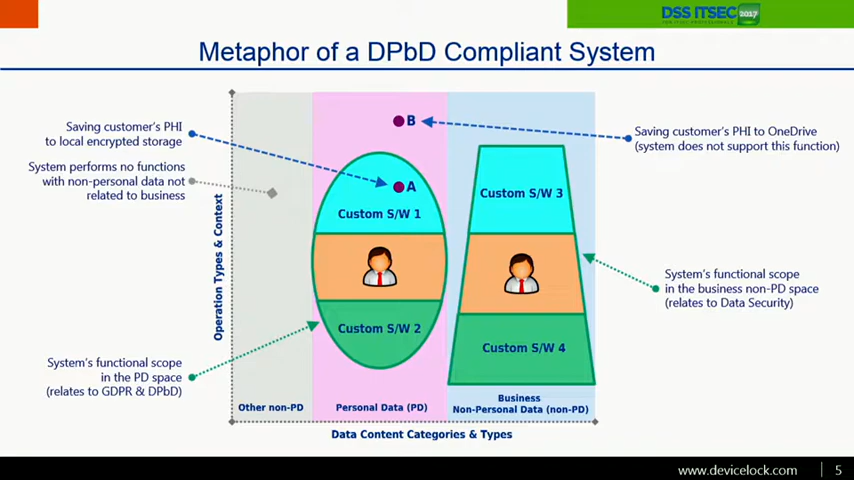 DSS ITSEC 2017
FOR ITSEC PROFESSIONALS
Metaphor of a DPbD Compliant System
Saving customer's PHI
to local encrypted storage
System performs no functions
with non-personal data not
related to business
System's functional scope
in the PD space
(relates to GDPR & DPbD)
Operation Types & Context
B
A
Custom S/W 1
Custom S/W 2
Custom S/W 3
Custom S/W 4
Other non-PD
Personal Data (PD)
Business
Non-Personal Data (non-PD)
Data Content Categories & Types
Saving customer's PHI to OneDrive
(system does not support this function)
System's functional scope
in the business non-PD space
(relates to Data Security)
www.devicelock.com
5